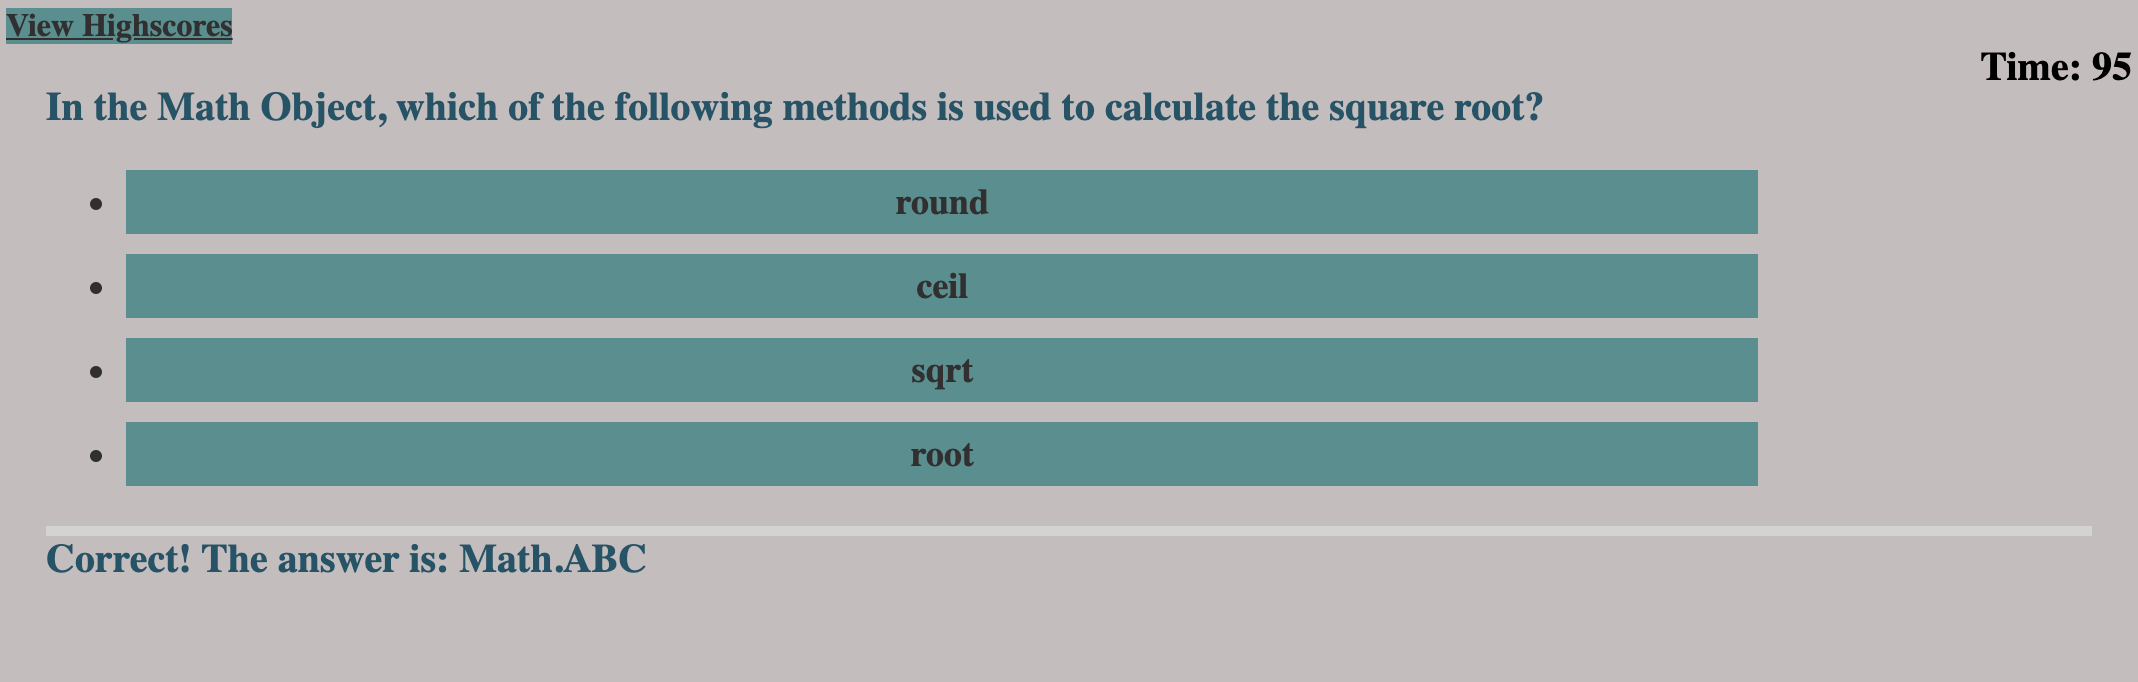 View Highscores
Time: 95
In the Math Object, which of the following methods is used to calculate the square root?
round
ceil
sqrt
root
Correct! The answer is: Math.ABC